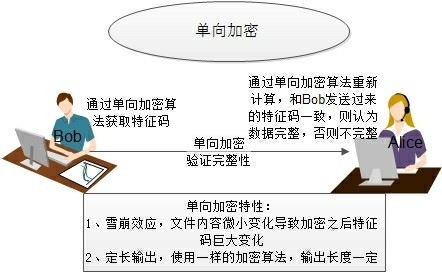 单向加密
通过单向加密算
法获取特征码
Bob
通过单向加密算法重新
计算，和Bob发送过来
的特征码一致，则认为
数据完整，否则不完整
Alice
单向加密
验证完整性
单向加密特性：
1、雪崩效应，文件内容微小变化导致加密之后特征
码巨大变化
2、定长输出，使用一样的加密算法，输出长度一定